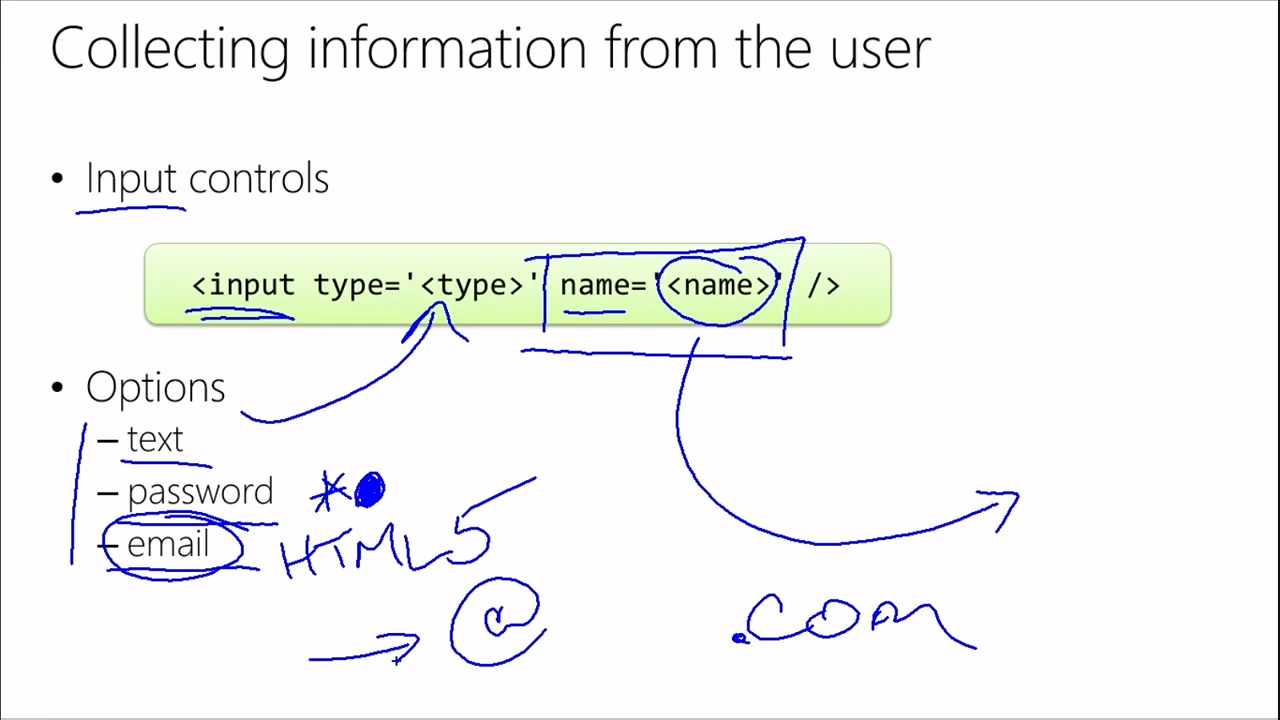 Collecting information from the user
• Input controls
<input type='<type>' name='<name>' />
• Options
– text
– password *
– email HTML5
@ .com